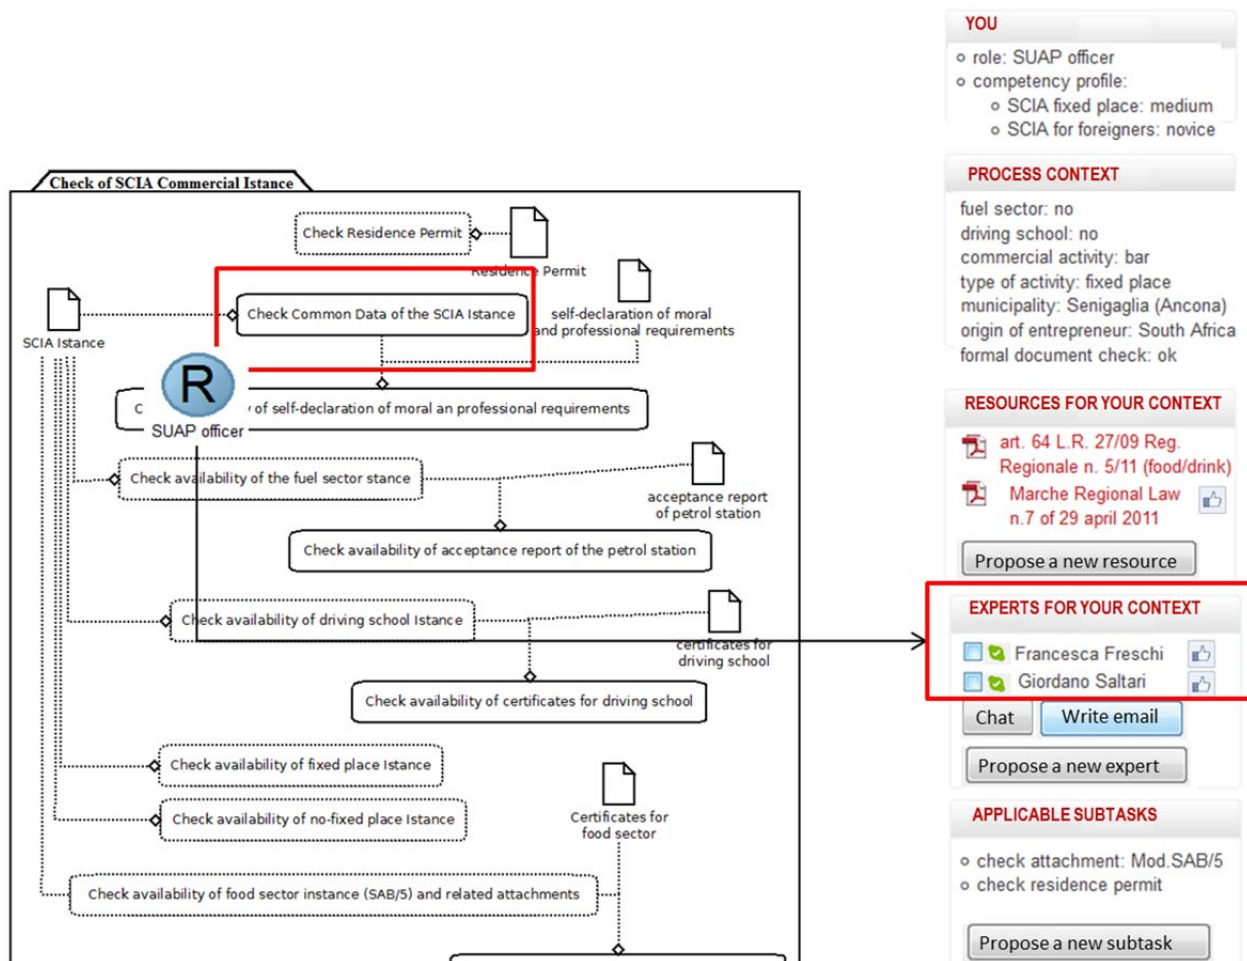 Check of SCIA Commercial Istance
Check Residence Permit
Residence Permit
SCIA Istance
Check Common Data of the SCIA Istance
self-declaration of moral
and professional requirements
R
SUAP officer
C
y of self-declaration of moral an professional requirements
Check availability of the fuel sector stance
acceptance report
of petrol station
Check availability of acceptance report of the petrol station
Check availability of driving school Istance
certificates for
driving school
Check availability of certificates for driving school
Check availability of fixed place Istance
Check availability of no-fixed place Istance
Certificates for
food sector
Check availability of food sector instance (SAB/5) and related attachments
YOU
role: SUAP officer
competency profile:
SCIA fixed place: medium
SCIA for foreigners: novice
PROCESS CONTEXT
fuel sector: no
driving school: no
commercial activity: bar
type of activity: fixed place
municipality: Senigaglia (Ancona)
origin of entrepreneur: South Africa
formal document check: ok
RESOURCES FOR YOUR CONTEXT
art. 64 L.R. 27/09 Reg.
Regionale n. 5/11 (food/drink)
Marche Regional Law
n.7 of 29 april 2011
Propose a new resource
EXPERTS FOR YOUR CONTEXT
Francesca Freschi
Giordano Saltari
Chat
Write email
Propose a new expert
APPLICABLE SUBTASKS
check attachment: Mod.SAB/5
check residence permit
Propose a new subtask